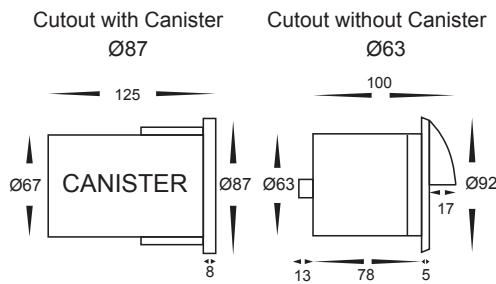 Cutout with Canister
Ø87
125
Ø67
CANISTER
Ø87
8
Cutout without Canister
Ø63
100
Ø63
Ø92
17
13
78
5